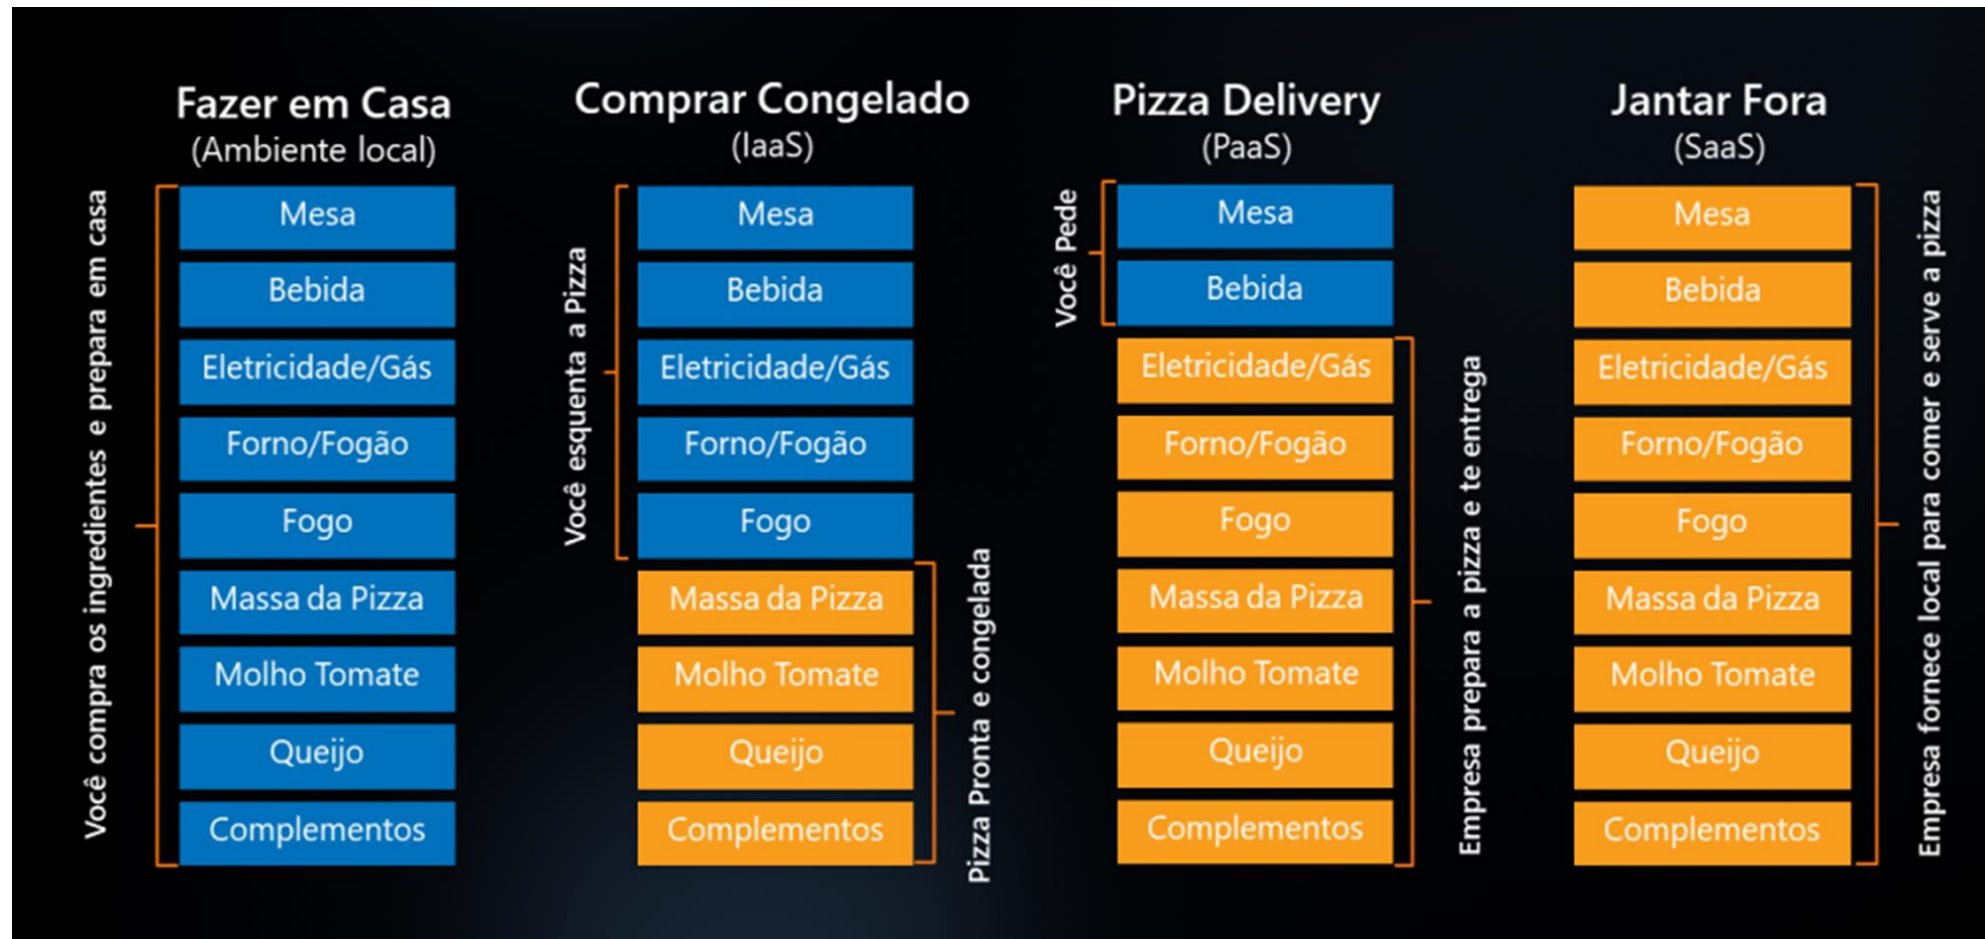 Fazer em Casa
(Ambiente local)
Você compra os ingredientes e prepara em casa
Mesa
Bebida
Eletricidade/Gás
Forno/Fogão
Fogo
Massa da Pizza
Molho Tomate
Queijo
Complementos
Comprar Congelado
(IaaS)
Você esquenta a Pizza
Mesa
Bebida
Eletricidade/Gás
Forno/Fogão
Fogo
Massa da Pizza
Molho Tomate
Queijo
Complementos
Pizza Pronta e congelada
Pizza Delivery
(PaaS)
Você Pede
Mesa
Bebida
Eletricidade/Gás
Forno/Fogão
Fogo
Massa da Pizza
Molho Tomate
Queijo
Complementos
Empresa prepara a pizza e te entrega
Jantar Fora
(SaaS)
Mesa
Bebida
Eletricidade/Gás
Forno/Fogão
Fogo
Massa da Pizza
Molho Tomate
Queijo
Complementos
Empresa fornece local para comer e serve a pizza